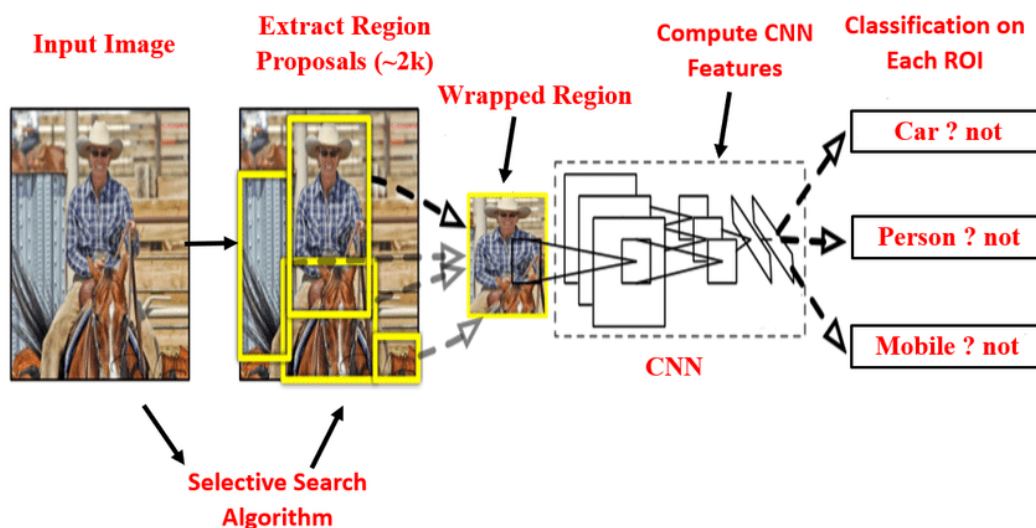 Input Image
Extract Region
Proposals (~2k)
Wrapped Region
Compute CNN
Features
Classification on
Each ROI
Car ? not
Person ? not
Mobile ? not
CNN
Selective Search
Algorithm